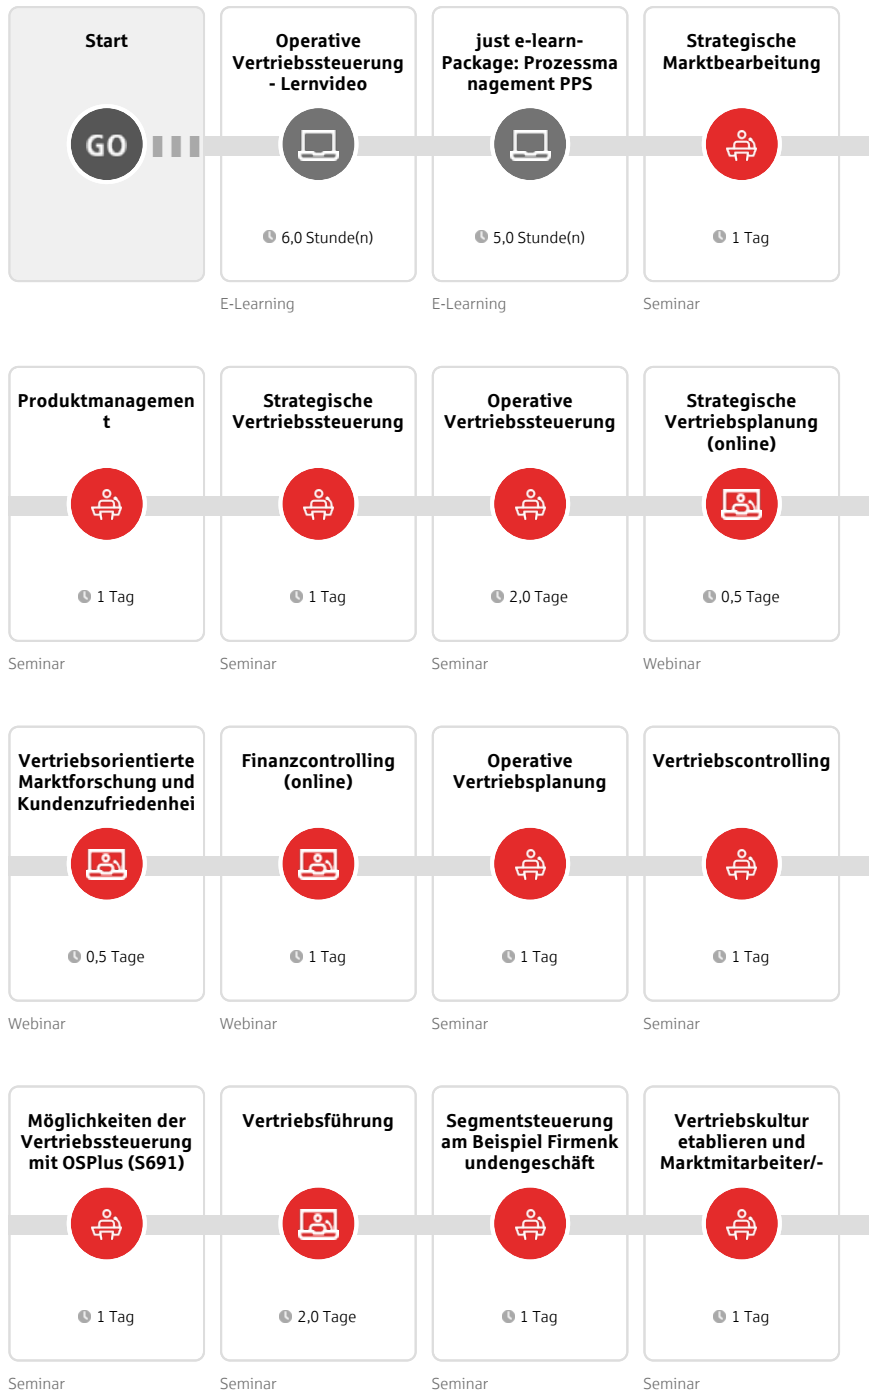 Start
GO
Operative
Vertriebssteuerung
- Lernvideo
6,0 Stunde(n)
E-Learning
just e-learn-
Package: Prozessma
nagement PPS
5,0 Stunde(n)
E-Learning
Strategische
Marktbearbeitung
1 Tag
Seminar
Produktmanagemen
t
1 Tag
Seminar
Strategische
Vertriebssteuerung
1 Tag
Seminar
Operative
Vertriebssteuerung
2,0 Tage
Seminar
Strategische
Vertriebsplanung
(online)
0,5 Tage
Webinar
Vertriebsorientierte
Marktforschung und
Kundenzufriedenhei
0,5 Tage
Webinar
Finanzcontrolling
(online)
1 Tag
Webinar
Operative
Vertriebsplanung
1 Tag
Seminar
Vertriebscontrolling
1 Tag
Seminar
Möglichkeiten der
Vertriebssteuerung
mit OSPlus (S691)
1 Tag
Seminar
Vertriebsführung
2,0 Tage
Seminar
Segmentsteuerung
am Beispiel Firmenk
undengeschäft
1 Tag
Seminar
Vertriebskultur
etablieren und
Marktmitarbeiter/-
1 Tag
Seminar